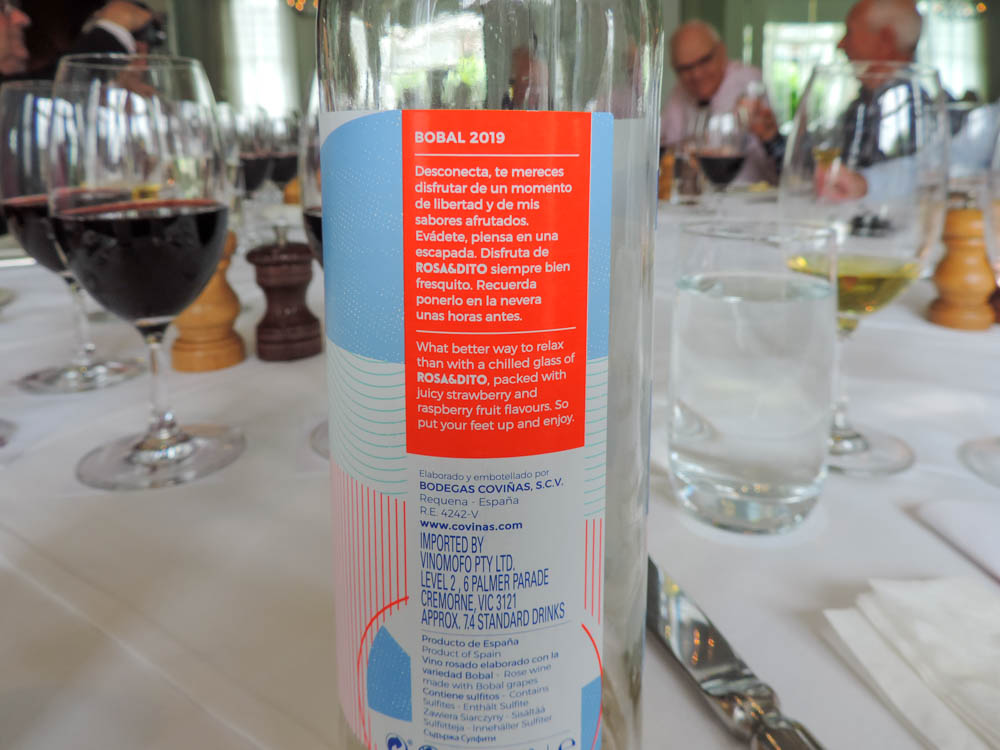 BOBAL 2019
Desconecta, te mereces
disfrutar de un momento
de libertad y de mis
sabores afrutados.
Evádete, piensa en una
escapada. Disfruta de
ROSA&DITO siempre bien
fresquito. Recuerda
ponerlo en la nevera
unas horas antes.
What better way to relax
than with a chilled glass of
ROSA&DITO, packed with
juicy strawberry and
raspberry fruit flavours. So
put your feet up and enjoy.
Elaborado y embotellado por
BODEGAS COVIÑAS, S.C.V.
Requena - España
R.E. 4242-V
www.covinas.com
IMPORTED BY
VINOMOFO PTY LTD.
LEVEL 2 , 6 PALMER PARADE
CREMORNE, VIC 3121
APPROX. 7.4 STANDARD DRINKS
Producto de España
Product of Spain
Vino rosado elaborado con la
variedad Bobal - Rose wine
made with Bobal grapes
Contiene sulfitos - Contains
Sulfites - Enthält Sulfite
Zawiera Siarczyny - Sisältää
Sulfitteja - Innehåller Sulfiter
Съдържа Сулфити